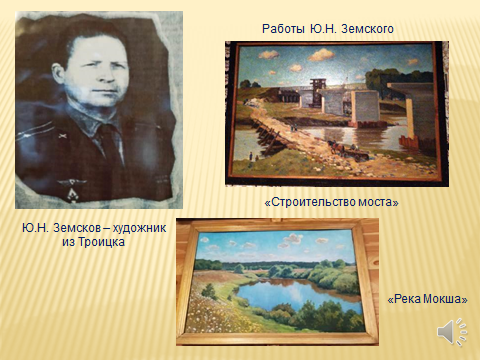 Работы Ю.Н. Земского
«Строительство моста»
Ю.Н. Земсков – художник
из Троицка
«Река Мокша»